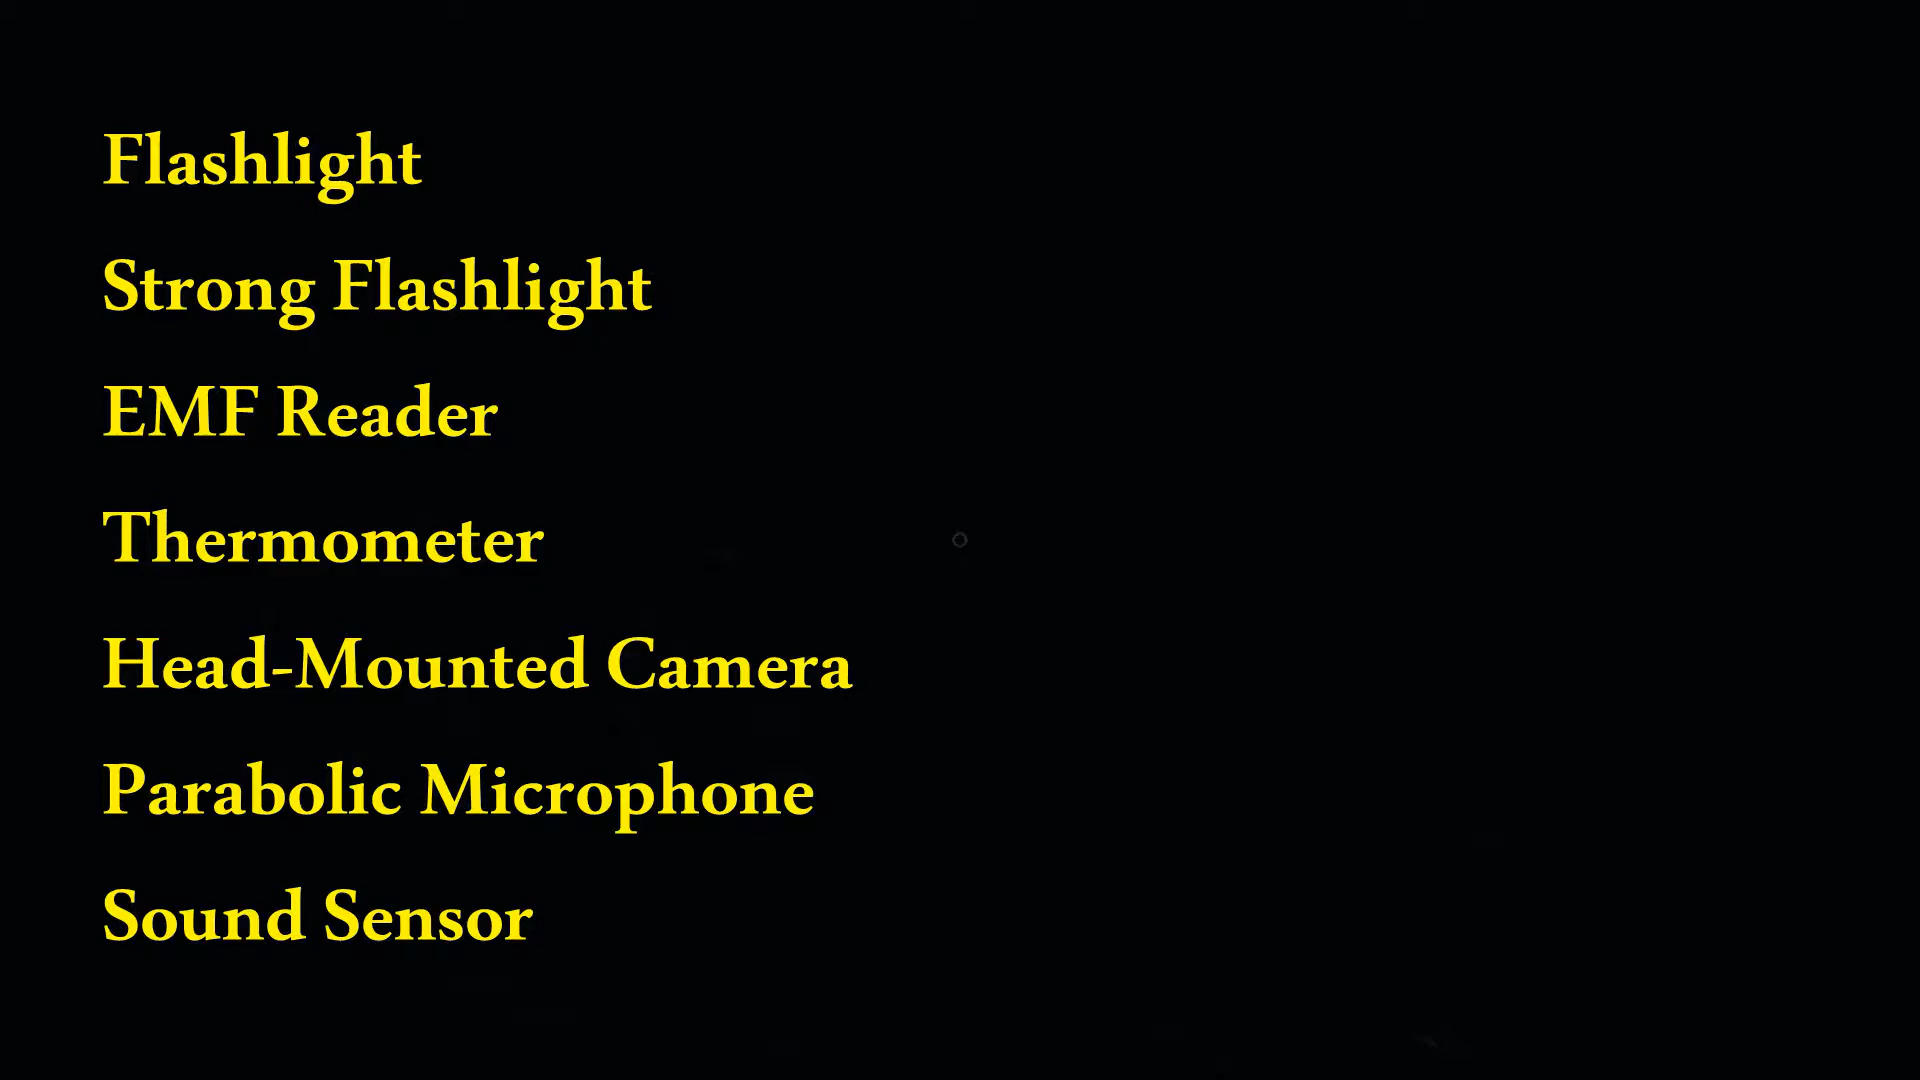 Flashlight
Strong Flashlight
EMF Reader
Thermometer
Head-Mounted Camera
Parabolic Microphone
Sound Sensor